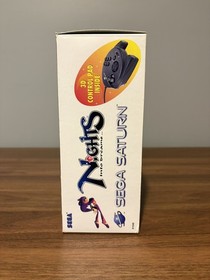 3D
CONTROL PAD
INSIDE
NiGHTS
into dreams...
SEGA
SEGA SATURN